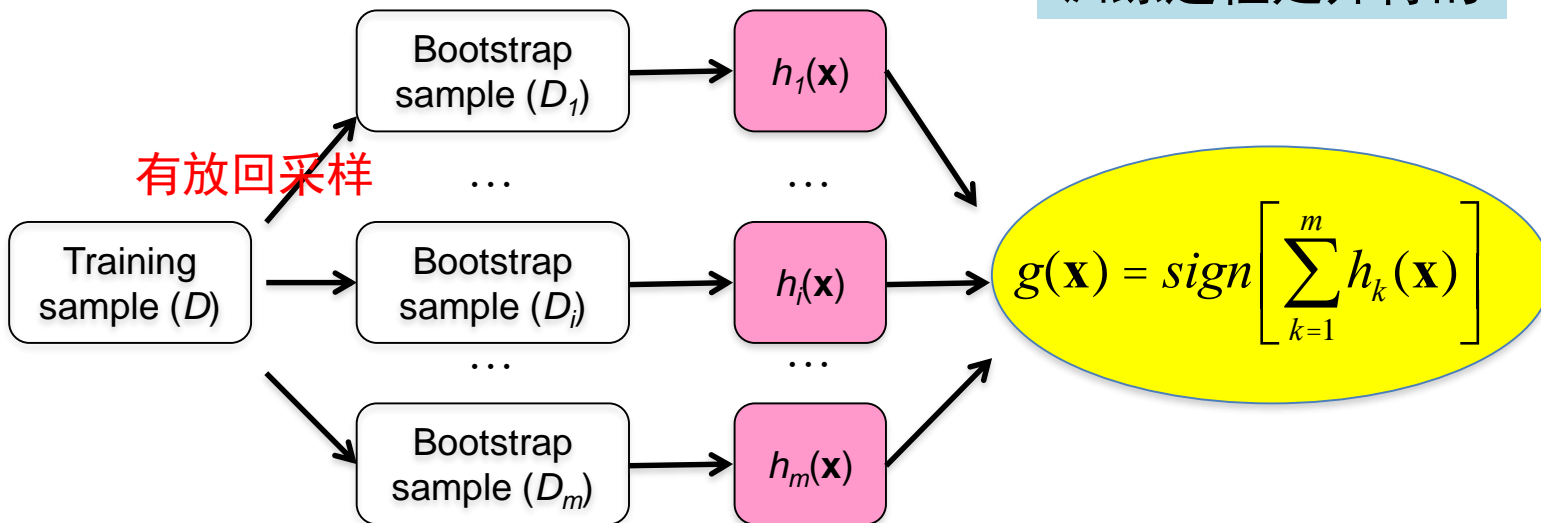 Bootstrap
sample (D₁)
h₁(x)
有放回采样
...
...
Training
sample (D)
Bootstrap
sample (Dᵢ)
hᵢ(x)
g(x) = sign[ ∑_{k=1}^{m} h_k(x) ]
...
...
Bootstrap
sample (Dₘ)
hₘ(x)